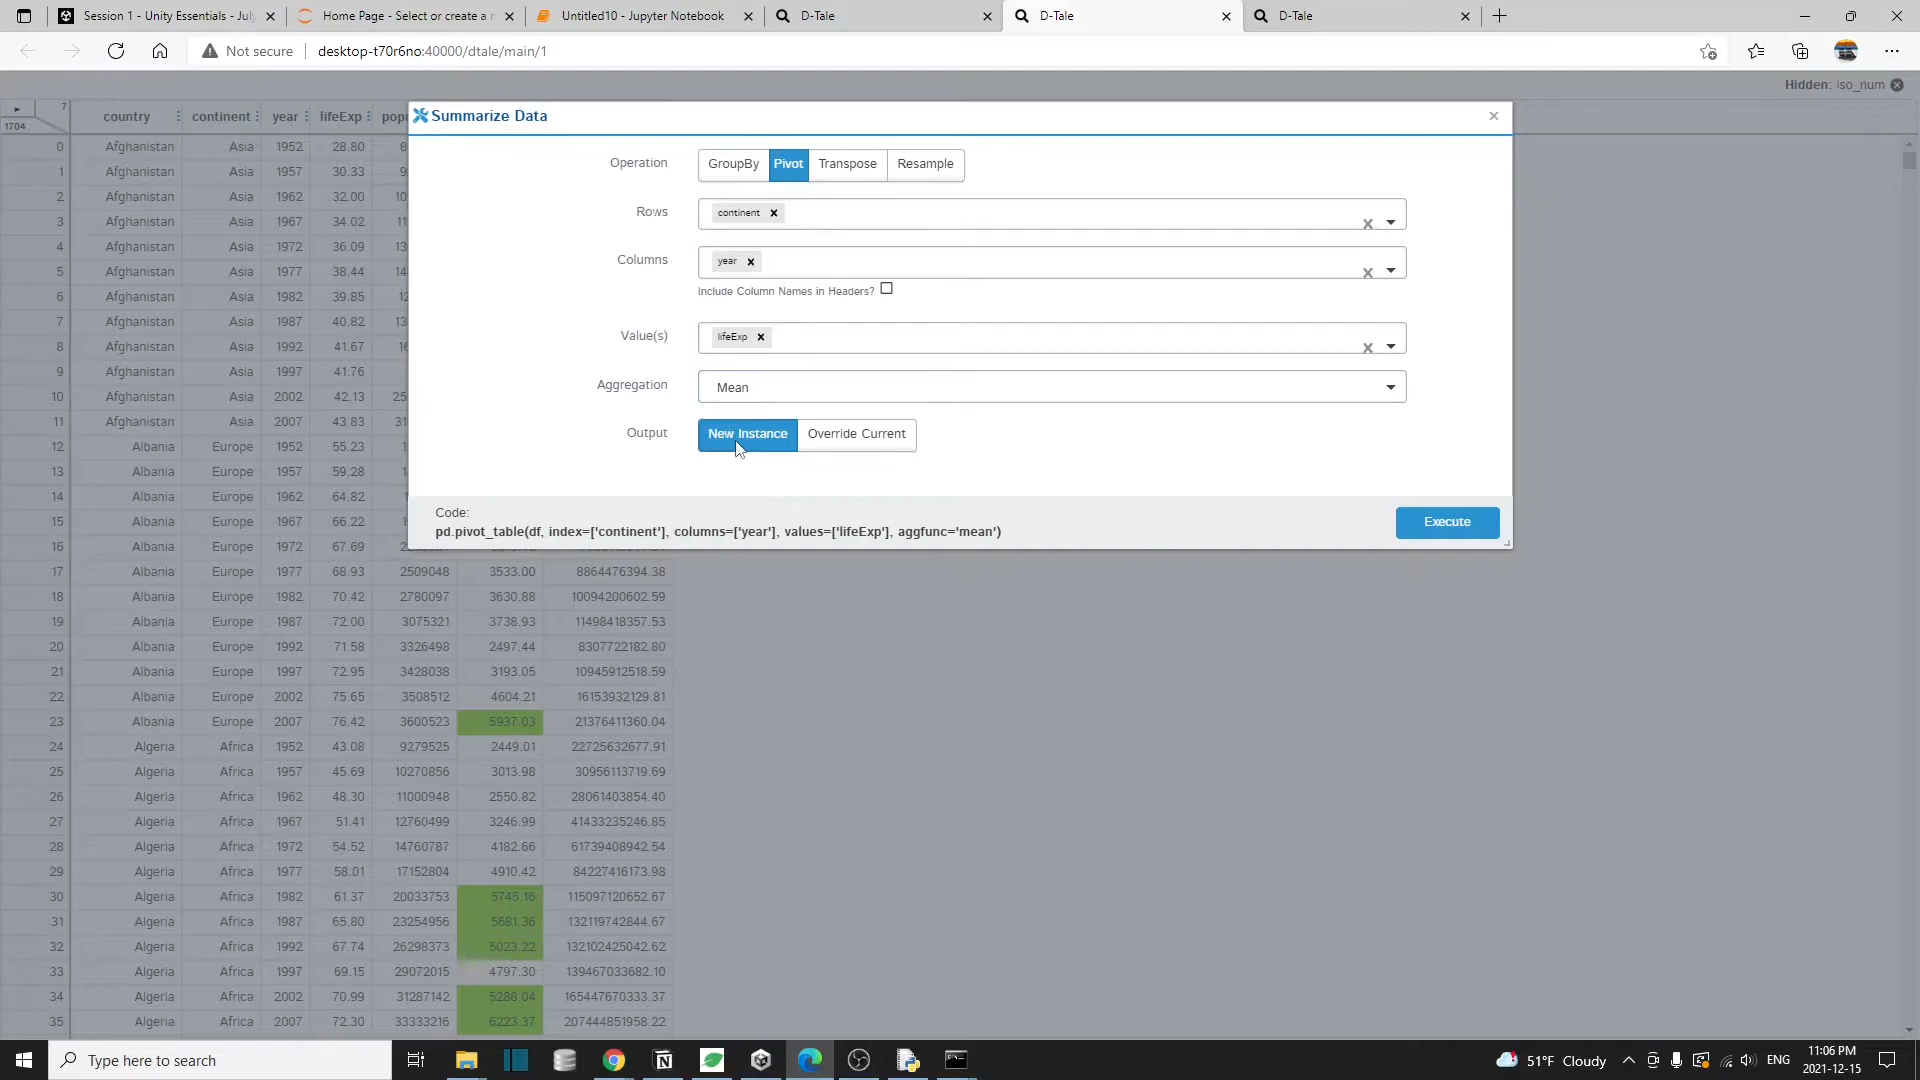 Session 1 - Unity Essentials - July
Home Page - Select or create a n
Untitled10 - Jupyter Notebook
D-Tale
D-Tale
D-Tale
Not secure
desktop-t70r6no:40000/dtale/main/1
Hidden: iso_num
7
1704
country continent year lifeExp popu
Summarize Data
Operation GroupBy Pivot Transpose Resample
Rows continent
Columns year
Include Column Names in Headers?
Value(s) lifeExp
Aggregation Mean
Output New Instance Override Current
Code:
pd.pivot_table(df, index=['continent'], columns=['year'], values=['lifeExp'], aggfunc='mean')
Execute
0 Afghanistan Asia 1952 28.80 8
1 Afghanistan Asia 1957 30.33 9
2 Afghanistan Asia 1962 32.00 10
3 Afghanistan Asia 1967 34.02 11
4 Afghanistan Asia 1972 36.09 13
5 Afghanistan Asia 1977 38.44 14
6 Afghanistan Asia 1982 39.85 12
7 Afghanistan Asia 1987 40.82 13
8 Afghanistan Asia 1992 41.67 16
9 Afghanistan Asia 1997 41.76
10 Afghanistan Asia 2002 42.13 25
11 Afghanistan Asia 2007 43.83 31
12 Albania Europe 1952 55.23
13 Albania Europe 1957 59.28
14 Albania Europe 1962 64.82
15 Albania Europe 1967 66.22
16 Albania Europe 1972 67.69
17 Albania Europe 1977 68.93 2509048 3533.00 8864476394.38
18 Albania Europe 1982 70.42 2780097 3630.88 10094200602.59
19 Albania Europe 1987 72.00 3075321 3738.93 11498418357.53
20 Albania Europe 1992 71.58 3326498 2497.44 8307722182.80
21 Albania Europe 1997 72.95 3428038 3193.05 10945912518.59
22 Albania Europe 2002 75.65 3508512 4604.21 16153932129.81
23 Albania Europe 2007 76.42 3600523 5937.03 21376411360.04
24 Algeria Africa 1952 43.08 9279525 2449.01 22725632677.91
25 Algeria Africa 1957 45.69 10270856 3013.98 30956113719.69
26 Algeria Africa 1962 48.30 11000948 2550.82 28061403854.40
27 Algeria Africa 1967 51.41 12760499 3246.99 41433235246.85
28 Algeria Africa 1972 54.52 14760787 4182.66 61739408942.54
29 Algeria Africa 1977 58.01 17152804 4910.42 84227416173.98
30 Algeria Africa 1982 61.37 20033753 5745.16 115097120652.67
31 Algeria Africa 1987 65.80 23254956 5681.36 132119742844.67
32 Algeria Africa 1992 67.74 26298373 5023.22 132102425042.62
33 Algeria Africa 1997 69.15 29072015 4797.30 139467033682.10
34 Algeria Africa 2002 70.99 31287142 5288.04 165447670333.37
35 Algeria Africa 2007 72.30 33333216 6223.37 207444851958.22
Type here to search
51°F Cloudy
ENG
11:06 PM
2021-12-15